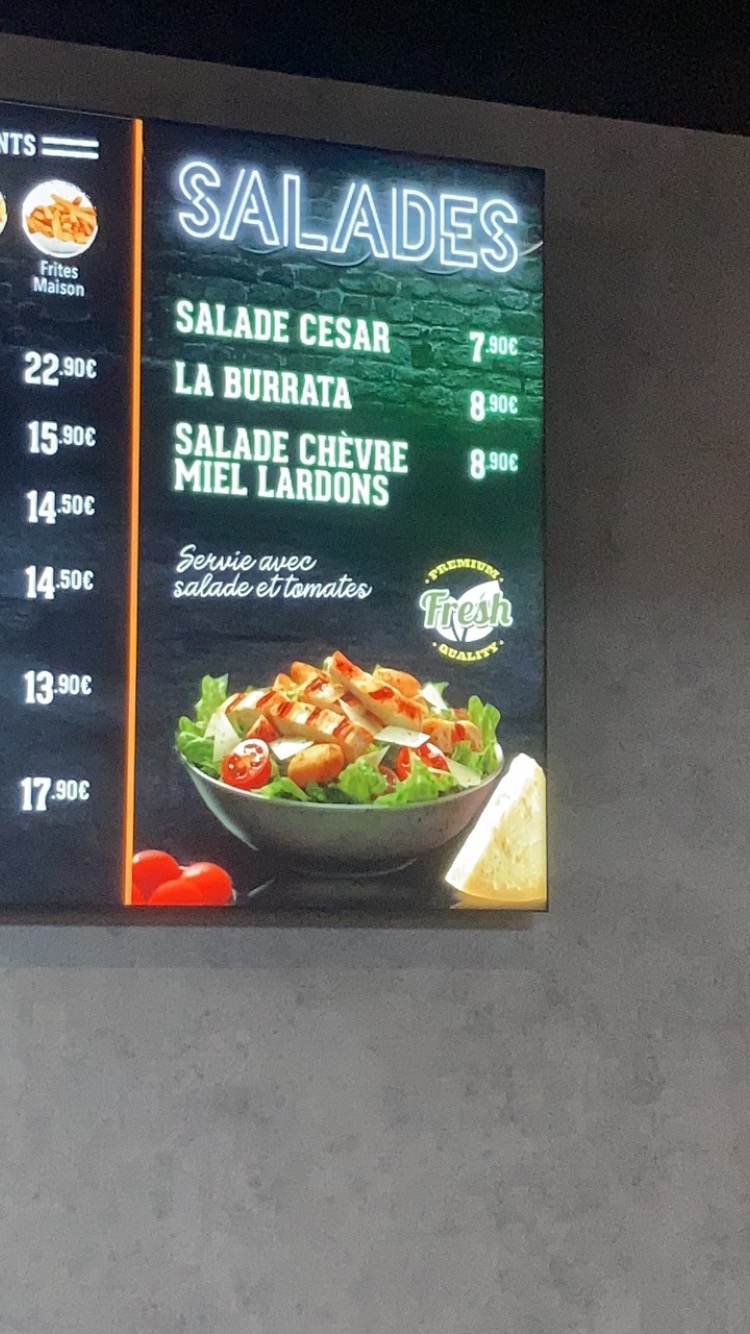 NTS
Frites
Maison
22.90€
15.90€
14.50€
14.50€
13.90€
17.90€
SALADES
SALADE CESAR 7.90€
LA BURRATA 8.90€
SALADE CHÈVRE 8.90€
MIEL LARDONS
Servie avec
salade et tomates
PREMIUM
Fresh
QUALITY